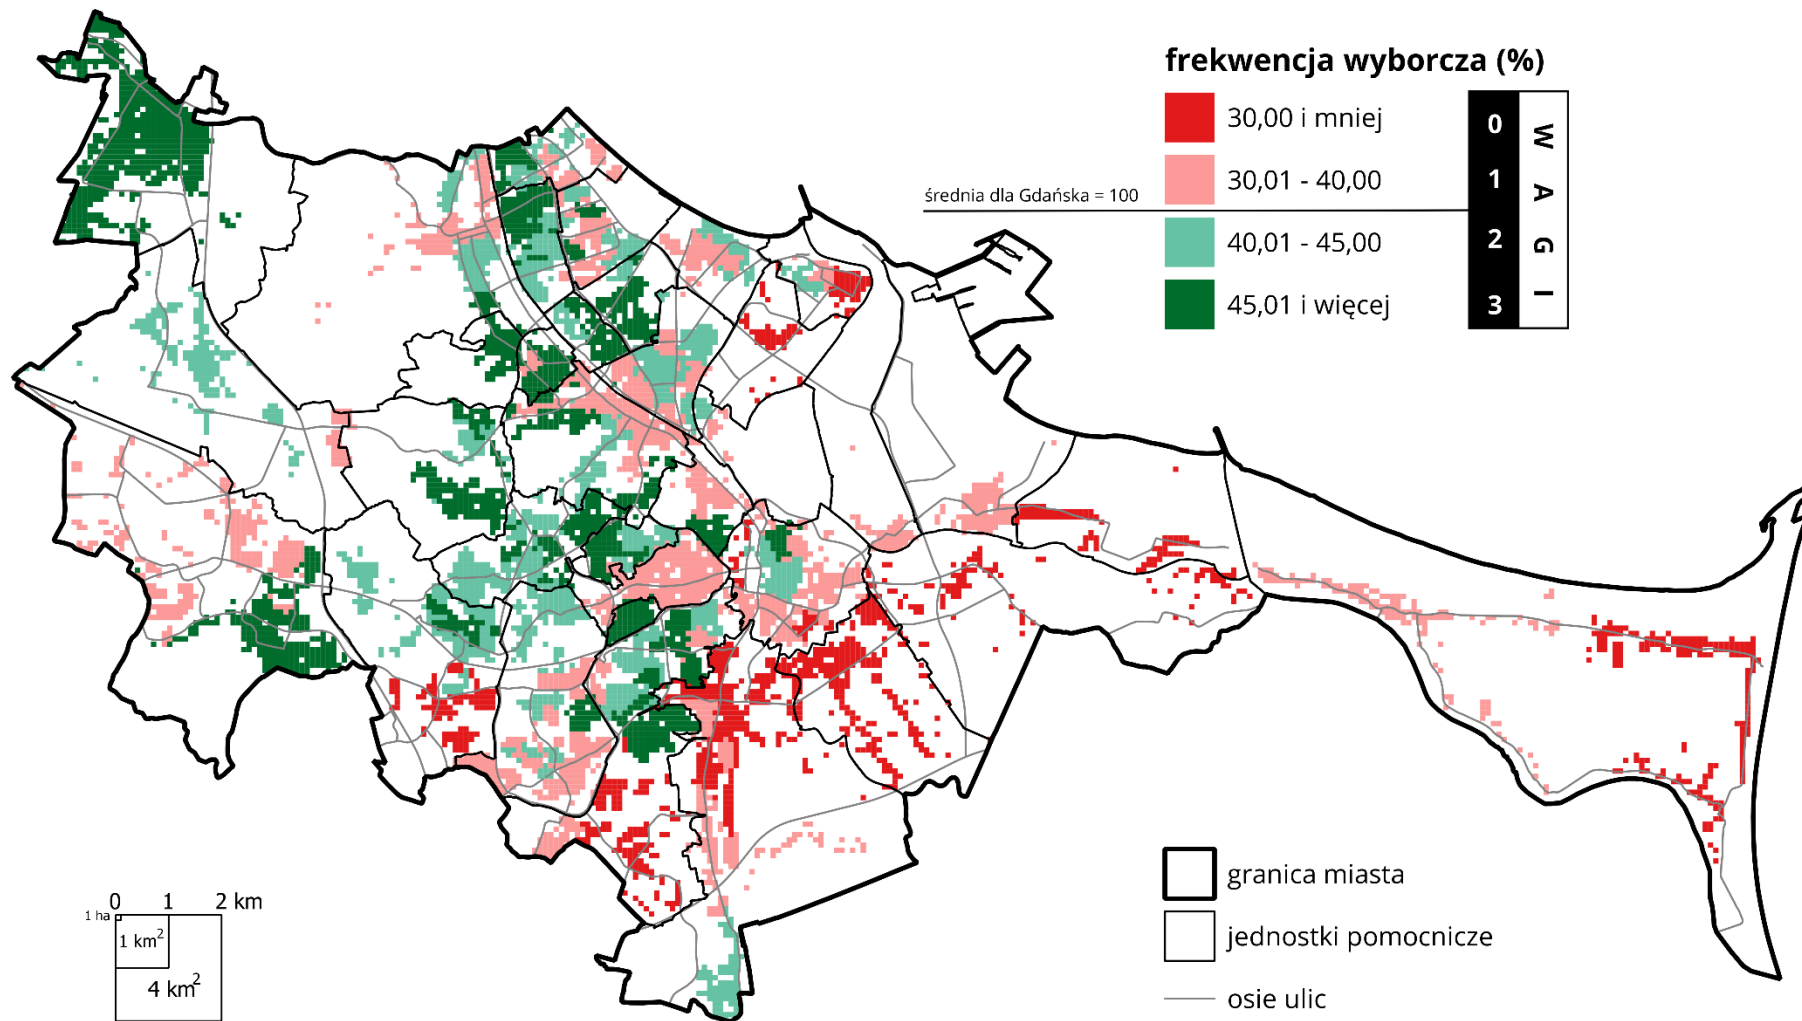 frekwencja wyborcza (%)
30,00 i mniej
0
30,01 - 40,00
1
średnia dla Gdańska = 100
40,01 - 45,00
2
45,01 i więcej
3
WAGI
granica miasta
jednostki pomocnicze
osie ulic
0 1 2 km
1 ha
1 km²
4 km²